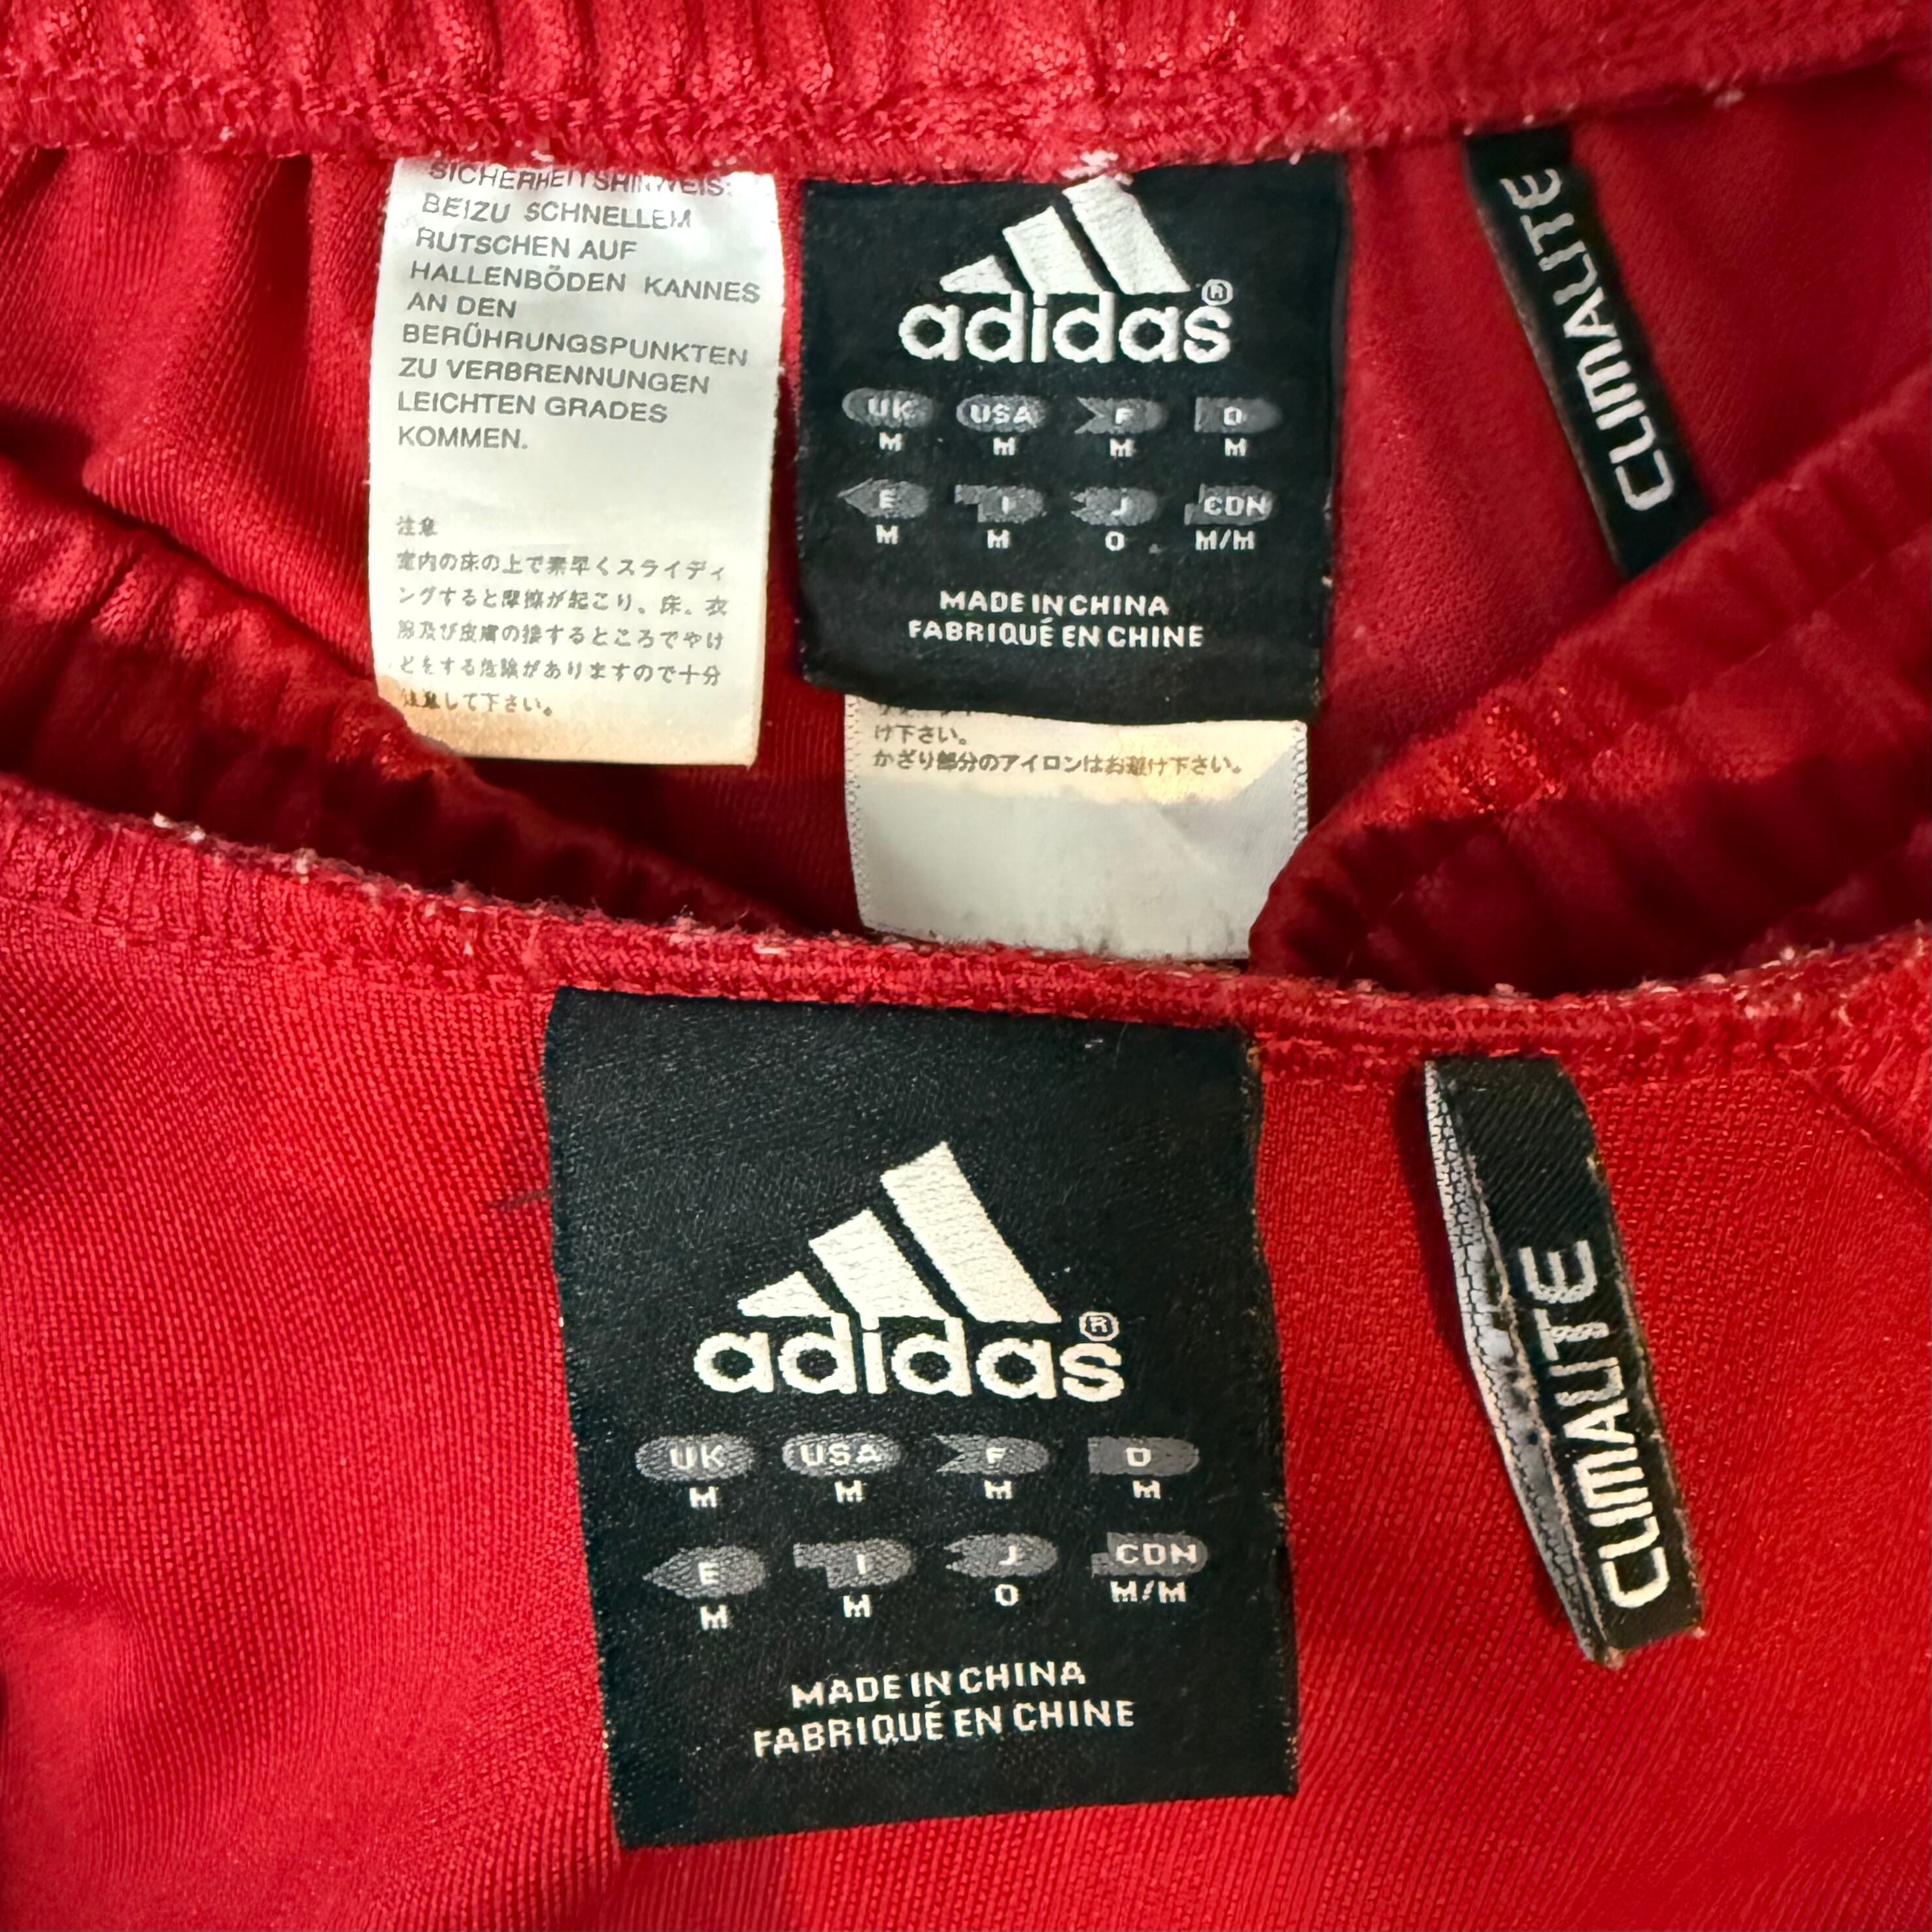 SICHERHEITSHINWEIS:
BEIZU SCHNELLEM
RUTSCHEN AUF
HALLENBÖDEN KANNES
AN DEN
BERÜHRUNGSPUNKTEN
ZU VERBRENNUNGEN
LEICHTEN GRADES
KOMMEN.
注意
室内の床の上で素早くスライディ
ングすると摩擦が起こり、床、衣
服及び皮膚の接するところでやけ
どをする危険がありますので十分
注意して下さい。
adidas®
UK USA F D
M M M M
E I J CDN
M M O M/M
MADE IN CHINA
FABRIQUÉ EN CHINE
け下さい。
かざり部分のアイロンはお避け下さい。
CLIMALITE
adidas®
UK USA F D
M M M M
E I J CDN
M M O M/M
MADE IN CHINA
FABRIQUÉ EN CHINE
CLIMALITE